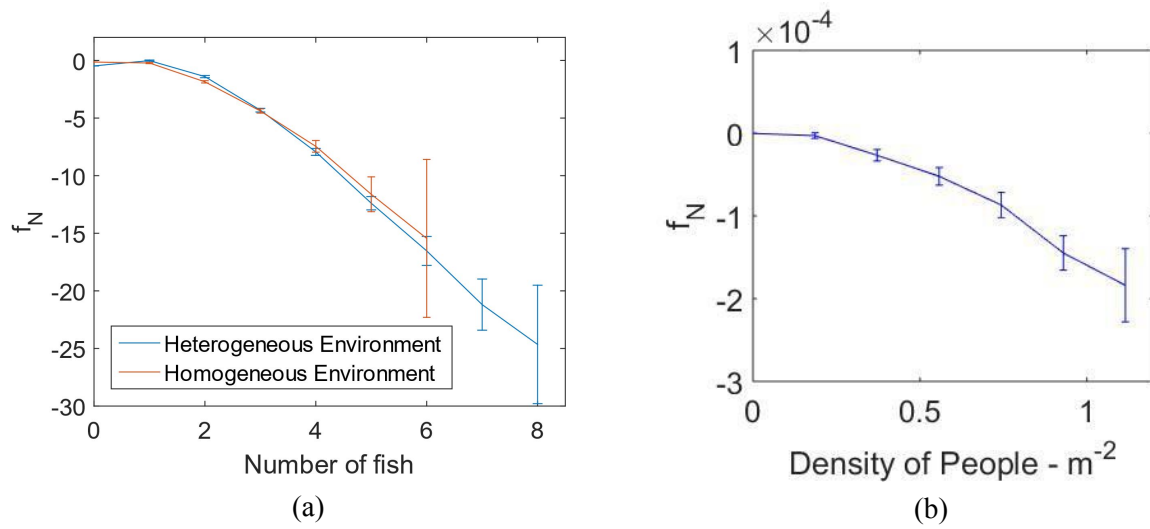 0
-5
-10
-15
-20
-25
-30
f_N
Heterogeneous Environment
Homogeneous Environment
0 2 4 6 8
Number of fish
(a)
×10^-4
1
0
-1
-2
-3
f_N
0 0.5 1
Density of People - m^-2
(b)